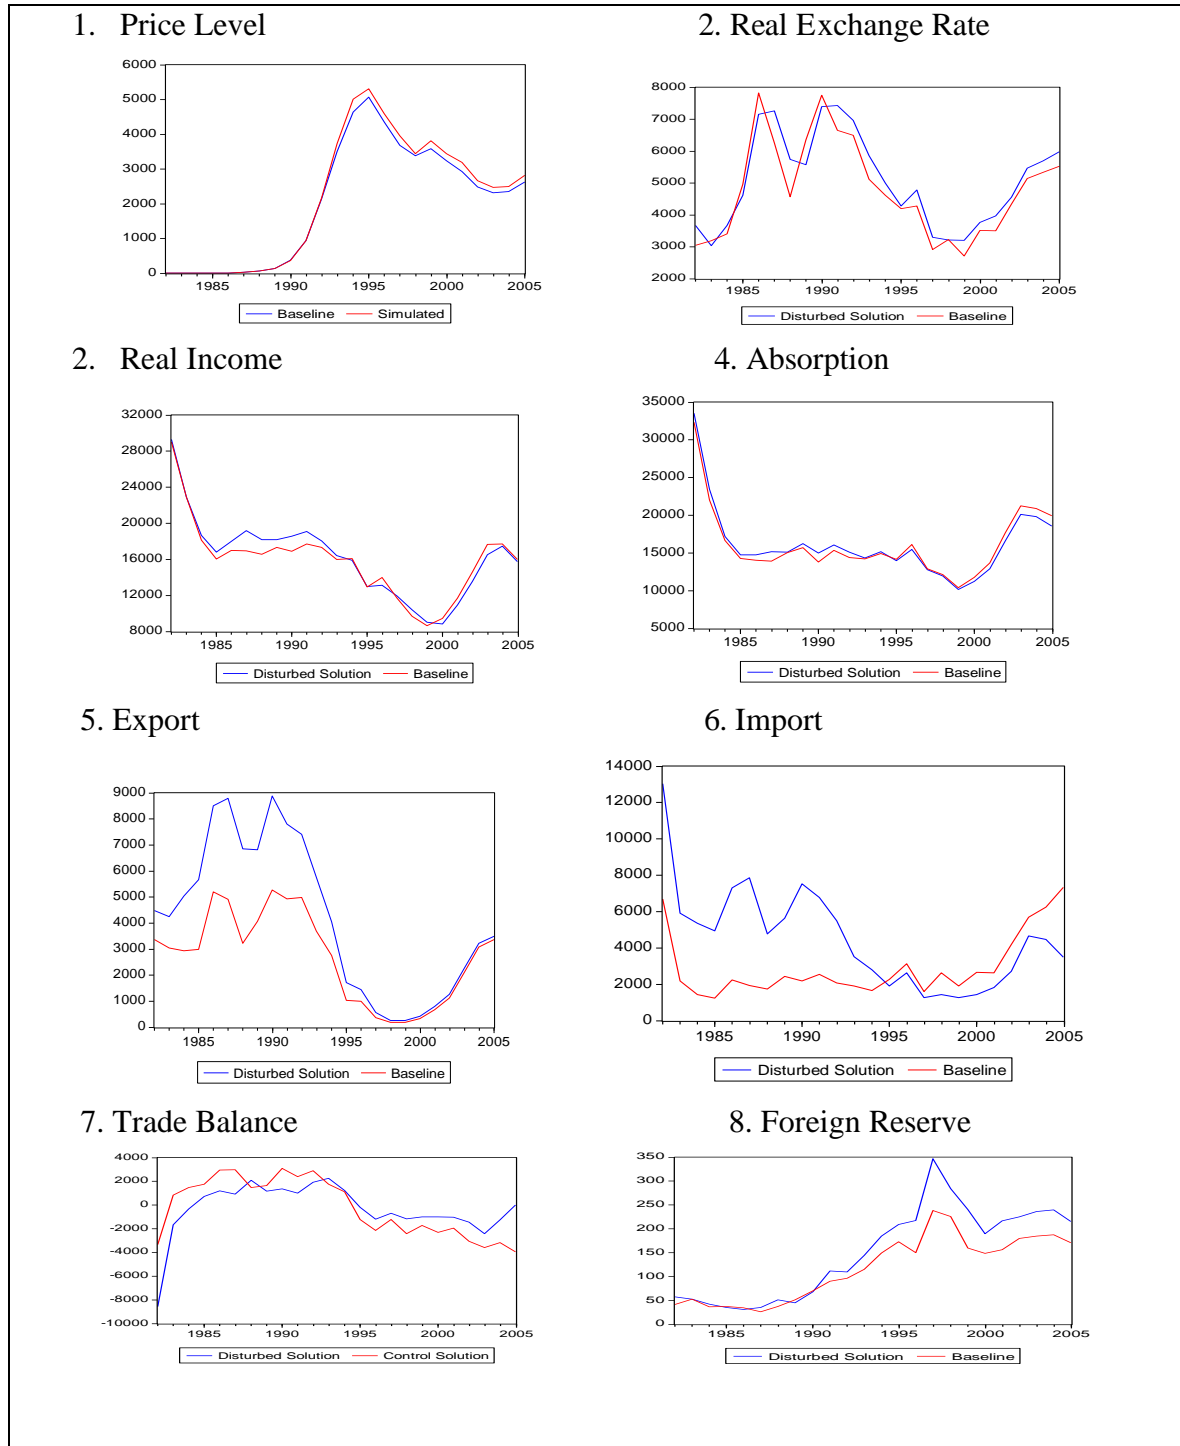 1. Price Level
6000
5000
4000
3000
2000
1000
0
1985 1990 1995 2000 2005
Baseline Simulated
2. Real Exchange Rate
8000
7000
6000
5000
4000
3000
2000
1985 1990 1995 2000 2005
Disturbed Solution Baseline
2. Real Income
32000
28000
24000
20000
16000
12000
8000
1985 1990 1995 2000 2005
Disturbed Solution Baseline
4. Absorption
35000
30000
25000
20000
15000
10000
5000
1985 1990 1995 2000 2005
Disturbed Solution Baseline
5. Export
9000
8000
7000
6000
5000
4000
3000
2000
1000
0
1985 1990 1995 2000 2005
Disturbed Solution Baseline
6. Import
14000
12000
10000
8000
6000
4000
2000
0
1985 1990 1995 2000 2005
Disturbed Solution Baseline
7. Trade Balance
4000
2000
0
-2000
-4000
-6000
-8000
-10000
1985 1990 1995 2000 2005
Disturbed Solution Control Solution
8. Foreign Reserve
350
300
250
200
150
100
50
0
1985 1990 1995 2000 2005
Disturbed Solution Baseline